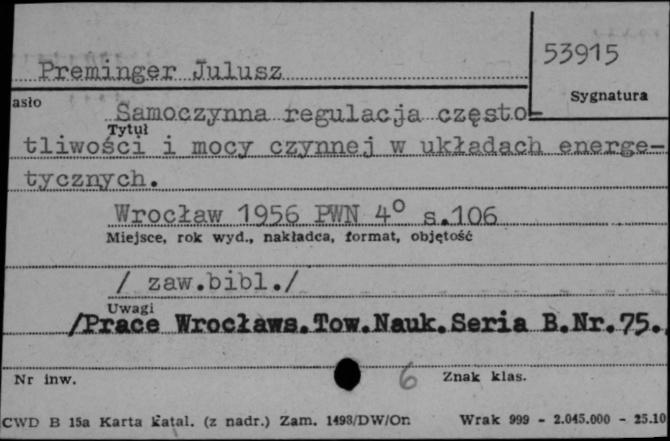 53915
Preminger Julusz
asło
Sygnatura
Samoczynna regulacja często-
Tytuł
tliwości i mocy czynnej w układach energe-
tycznych.
Wrocław 1956 PWN 4° s.106
Miejsce, rok wyd., nakładca, format, objętość
/ zaw.bibl./
Uwagi
/Prace Wrocławs.Tow.Nauk.Seria B.Nr.75.
Nr inw.
6
Znak klas.
CWD B 15a Karta katal. (z nadr.) Zam. 1493/DW/On
Wrak 999 - 2.045.000 - 25.10